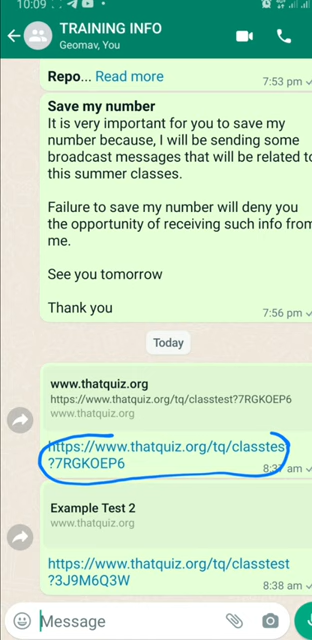 10:09
TRAINING INFO
Geomav, You
Repo... Read more
7:53 pm
Save my number
It is very important for you to save my
number because, I will be sending some
broadcast messages that will be related to
this summer classes.
Failure to save my number will deny you
the opportunity of receiving such info from
me.
See you tomorrow
Thank you
7:56 pm
Today
www.thatquiz.org
https://www.thatquiz.org/tq/classtest?7RGKOEP6
www.thatquiz.org
https://www.thatquiz.org/tq/classtest
?7RGKOEP6
8:37 am
Example Test 2
www.thatquiz.org
https://www.thatquiz.org/tq/classtest
?3J9M6Q3W
8:38 am
Message